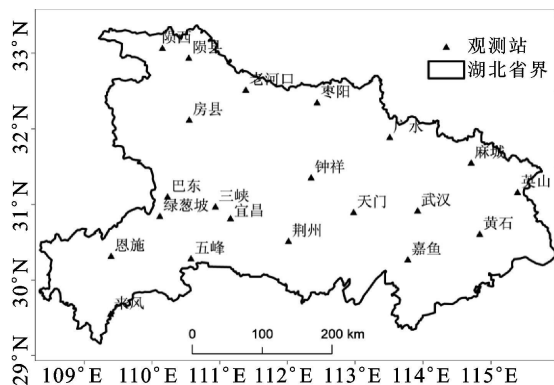 33°N
32°N
31°N
30°N
29°N
观测站
湖北省界
陨西
陨县
老河口
枣阳
房县
广水
麻城
钟祥
英山
巴东
三峡
绿葱坡
宜昌
天门
武汉
荆州
黄石
恩施
五峰
嘉鱼
来风
0 100 200 km
109°E 110°E 111°E 112°E 113°E 114°E 115°E